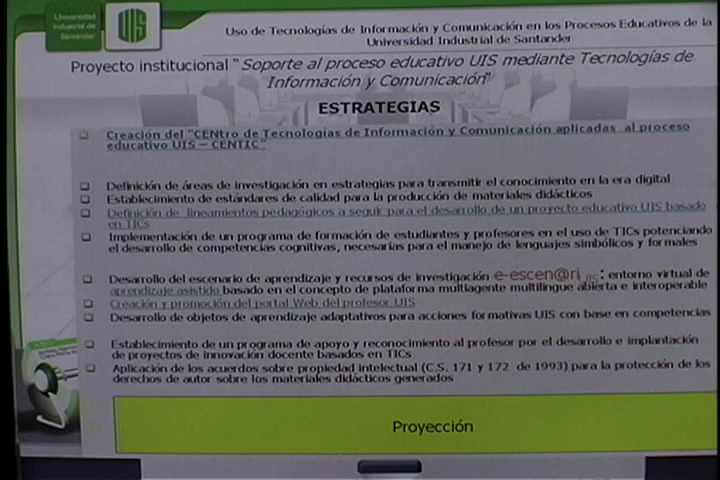 Universidad
Industrial de
Santander
UIS
Uso de Tecnologías de Información y Comunicación en los Procesos Educativos de la
Universidad Industrial de Santander
Proyecto institucional “Soporte al proceso educativo UIS mediante Tecnologías de
Información y Comunicación”
ESTRATEGIAS
Creación del "CENtro de Tecnologías de Información y Comunicación aplicadas al proceso
educativo UIS – CENTIC"
Definición de áreas de investigación en estrategias para transmitir el conocimiento en la era digital
Establecimiento de estándares de calidad para la producción de materiales didácticos
Definición de lineamientos pedagógicos a seguir para el desarrollo de un proyecto educativo UIS basado
en TICs
Implementación de un programa de formación de estudiantes y profesores en el uso de TICs potenciando
el desarrollo de competencias cognitivas, necesarias para el manejo de lenguajes simbólicos y formales
Desarrollo del escenario de aprendizaje y recursos de investigación e-escen@ri UIS: entorno virtual de
aprendizaje asistido basado en el concepto de plataforma multiagente multilingue abierta e interoperable
Creación y promoción del portal Web del profesor UIS
Desarrollo de objetos de aprendizaje adaptativos para acciones formativas UIS con base en competencias
Establecimiento de un programa de apoyo y reconocimiento al profesor por el desarrollo e implantación
de proyectos de innovación docente basados en TICs
Aplicación de los acuerdos sobre propiedad intelectual (C.S. 171 y 172 de 1993) para la protección de los
derechos de autor sobre los materiales didácticos generados
Proyección